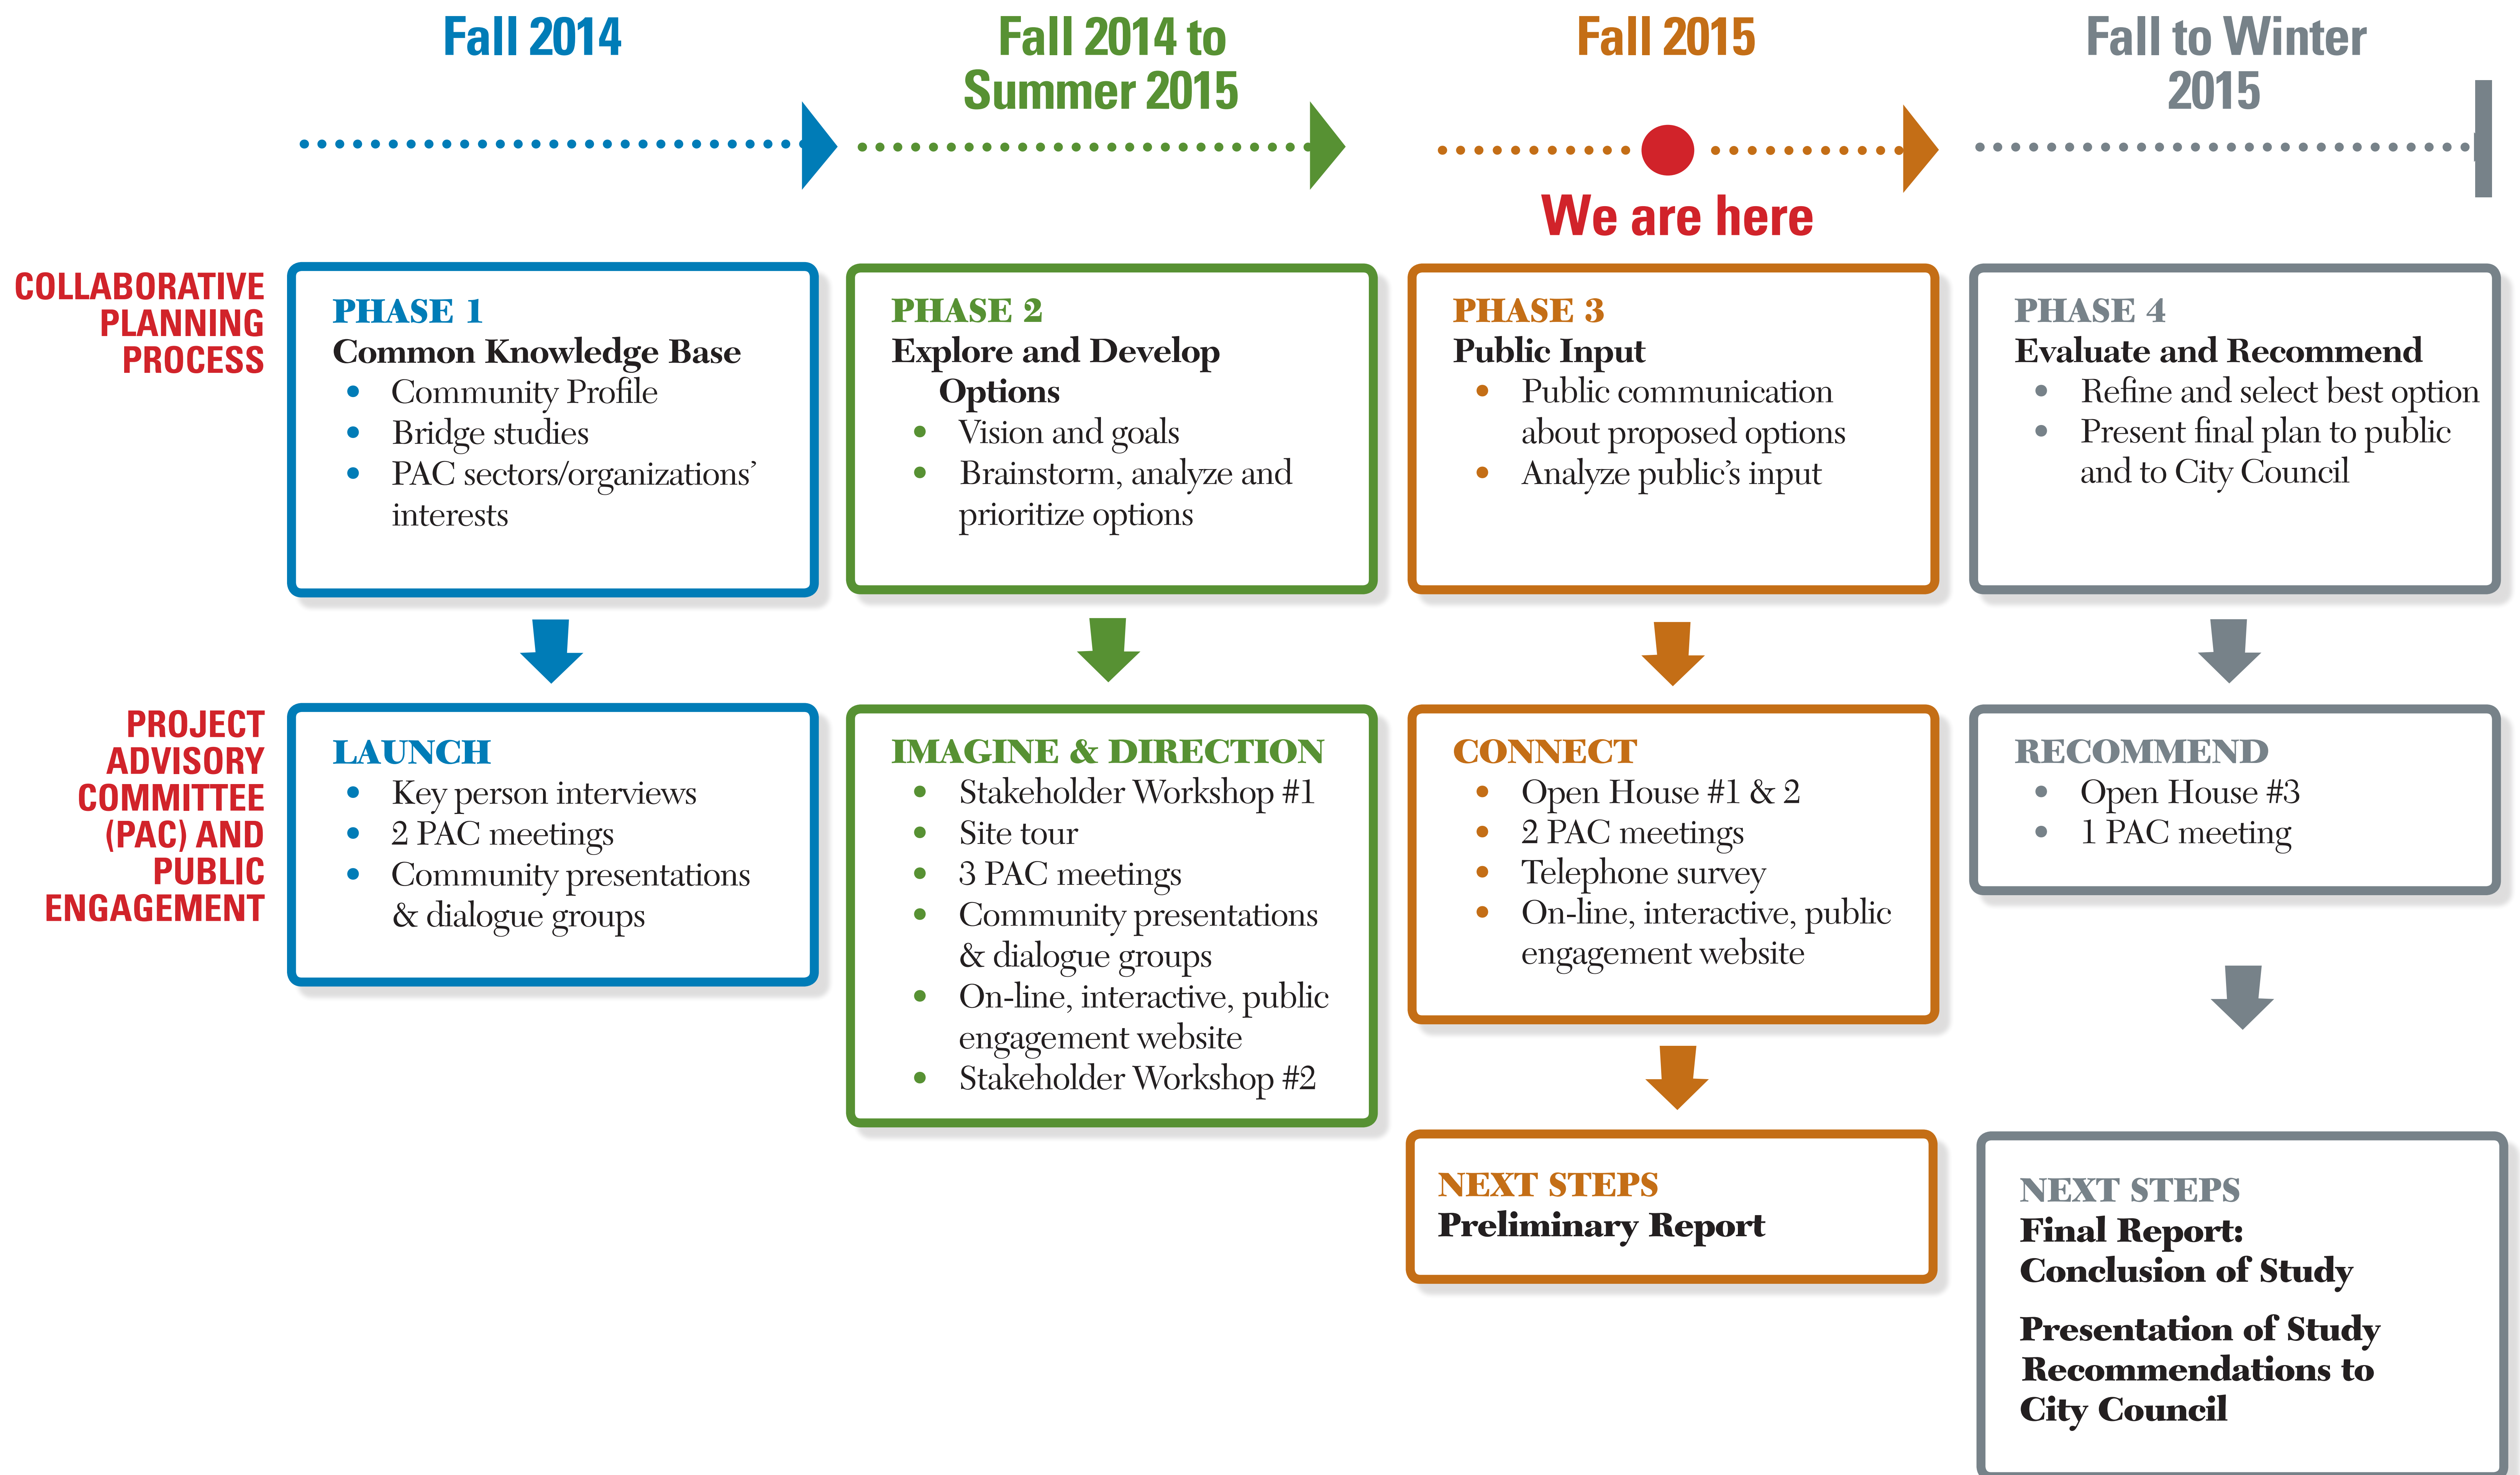 Fall 2014
Fall 2014 to
Summer 2015
Fall 2015
Fall to Winter
2015
We are here
COLLABORATIVE
PLANNING
PROCESS
PHASE 1
Common Knowledge Base
• Community Profile
• Bridge studies
• PAC sectors/organizations’
interests
PHASE 2
Explore and Develop
Options
• Vision and goals
• Brainstorm, analyze and
prioritize options
PHASE 3
Public Input
• Public communication
about proposed options
• Analyze public’s input
PHASE 4
Evaluate and Recommend
• Refine and select best option
• Present final plan to public
and to City Council
PROJECT
ADVISORY
COMMITTEE
(PAC) AND
PUBLIC
ENGAGEMENT
LAUNCH
• Key person interviews
• 2 PAC meetings
• Community presentations
& dialogue groups
IMAGINE & DIRECTION
• Stakeholder Workshop #1
• Site tour
• 3 PAC meetings
• Community presentations
& dialogue groups
• On-line, interactive, public
engagement website
• Stakeholder Workshop #2
CONNECT
• Open House #1 & 2
• 2 PAC meetings
• Telephone survey
• On-line, interactive, public
engagement website
RECOMMEND
• Open House #3
• 1 PAC meeting
NEXT STEPS
Preliminary Report
NEXT STEPS
Final Report:
Conclusion of Study
Presentation of Study
Recommendations to
City Council